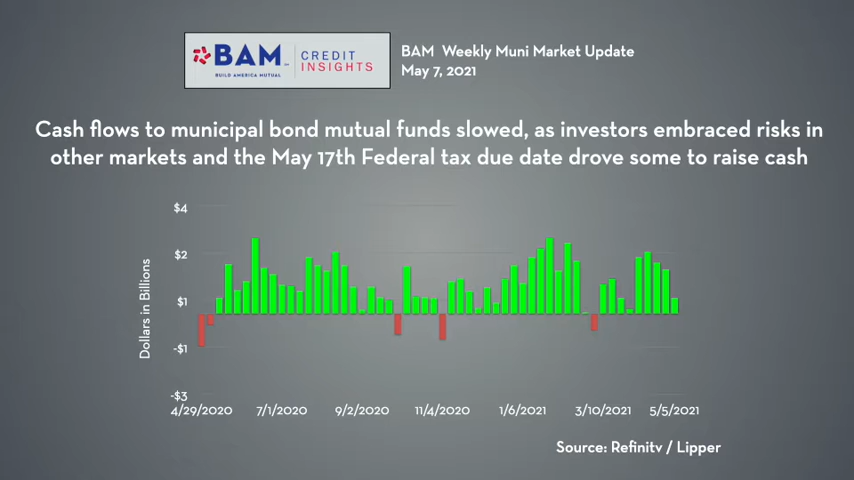 BAM
BUILD AMERICA MUTUAL
CREDIT
INSIGHTS
BAM Weekly Muni Market Update
May 7, 2021
Cash flows to municipal bond mutual funds slowed, as investors embraced risks in
other markets and the May 17th Federal tax due date drove some to raise cash
Dollars in Billions
$4
$2
$1
-$1
-$3
4/29/2020 7/1/2020 9/2/2020 11/4/2020 1/6/2021 3/10/2021 5/5/2021
Source: Refinitv / Lipper